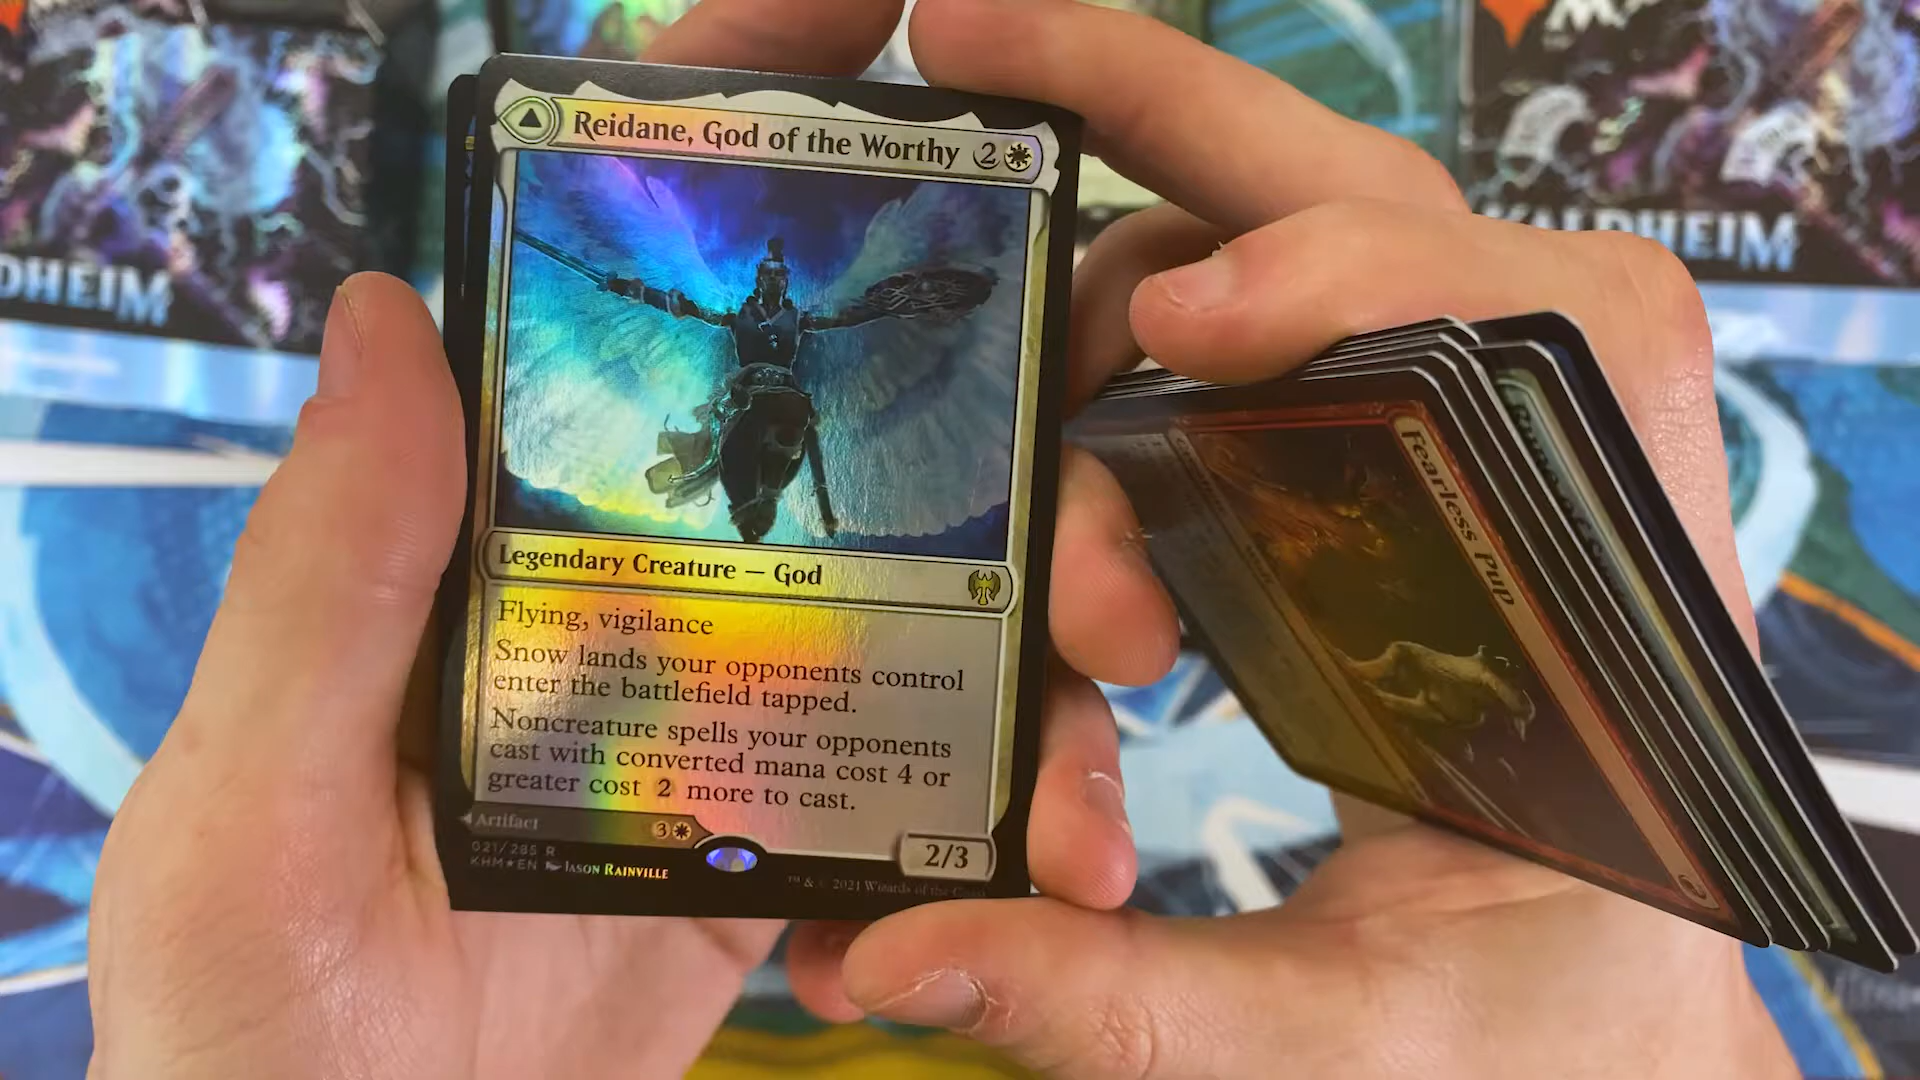 Reidane, God of the Worthy 2
Legendary Creature — God
Flying, vigilance
Snow lands your opponents control
enter the battlefield tapped.
Noncreature spells your opponents
cast with converted mana cost 4 or
greater cost 2 more to cast.
Artifact 3
021/285 R
KHM★EN Jason Rainville
2/3
™ & © 2021 Wizards of the Coast
Fearless Pup
DHEIM
KALDHEIM